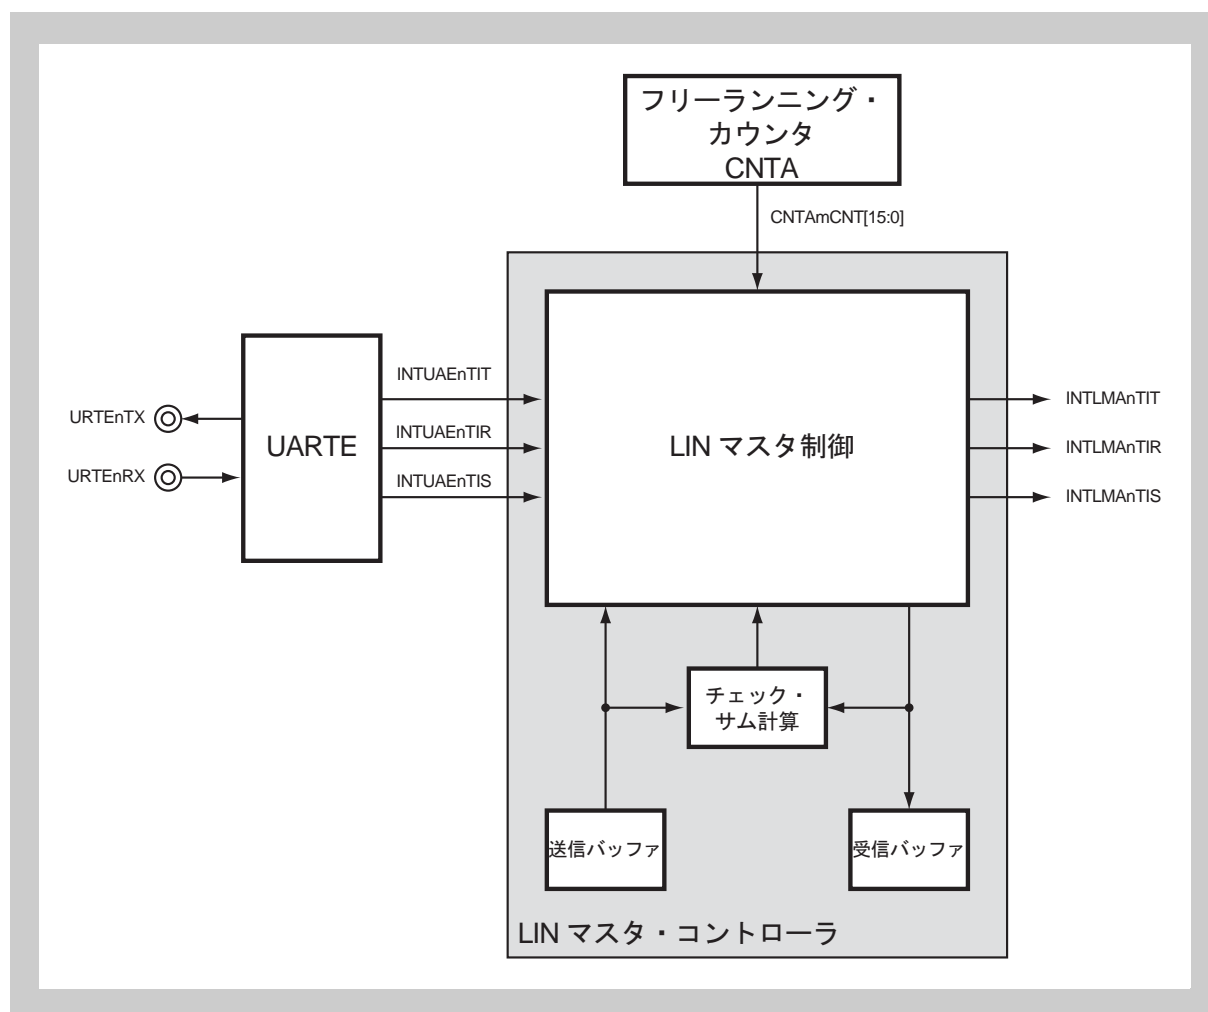 フリーランニング・
カウンタ
CNTA
CNTAmCNT[15:0]
INTUAEnTIT
URTEnTX
UARTE
INTUAEnTIR
URTEnRX
INTUAEnTIS
LIN マスタ制御
INTLMAnTIT
INTLMAnTIR
INTLMAnTIS
チェック・
サム計算
送信バッファ
受信バッファ
LIN マスタ・コントローラ